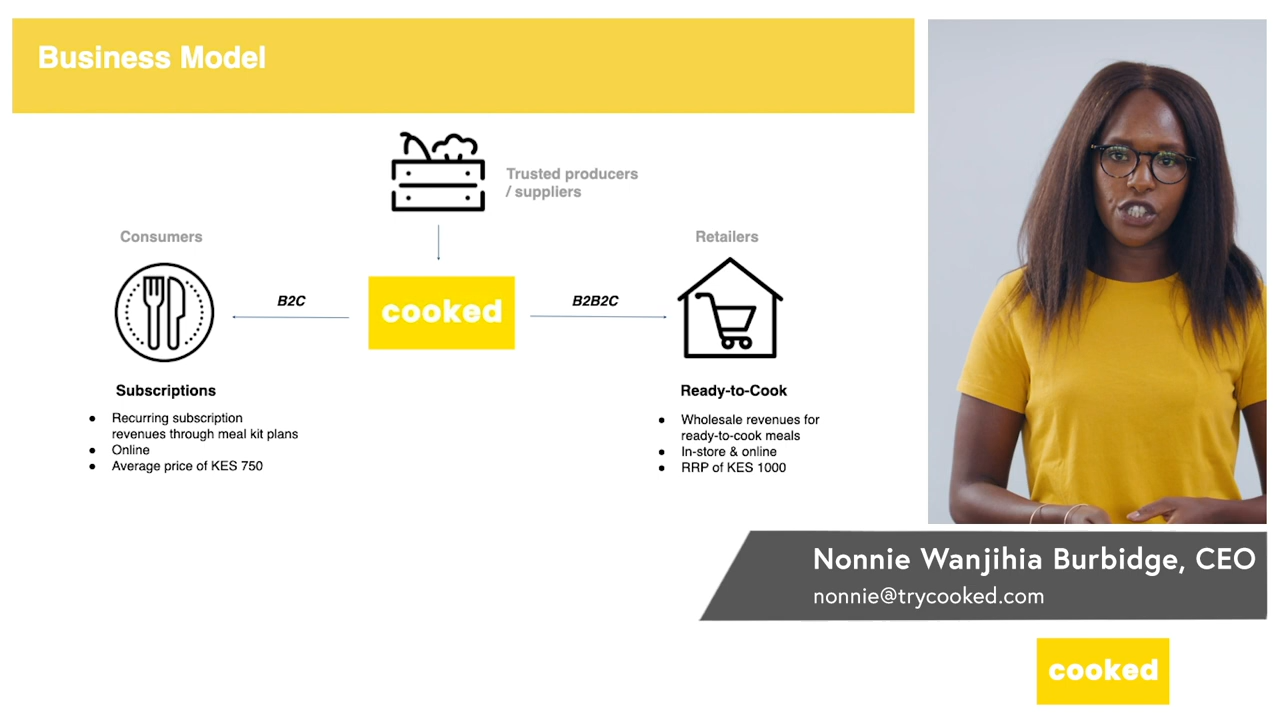 Business Model
Trusted producers
/ suppliers
Consumers
Retailers
B2C
cooked
B2B2C
Subscriptions
● Recurring subscription
revenues through meal kit plans
● Online
● Average price of KES 750
Ready-to-Cook
● Wholesale revenues for
ready-to-cook meals
● In-store & online
● RRP of KES 1000
Nonnie Wanjihia Burbidge, CEO
nonnie@trycooked.com
cooked